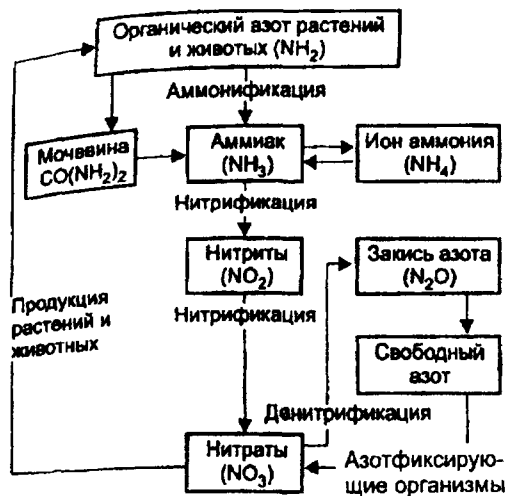 Органический азот растений
и животых (NH₂)
Аммонификация
Мочевина
CO(NH₂)₂
Аммиак
(NH₃)
Ион аммония
(NH₄)
Нитрификация
Нитриты
(NO₂)
Закись азота
(N₂O)
Продукция
растений и
животных
Нитрификация
Свободный
азот
Денитрификация
Нитраты
(NO₃)
Азотфиксирую-
щие организмы